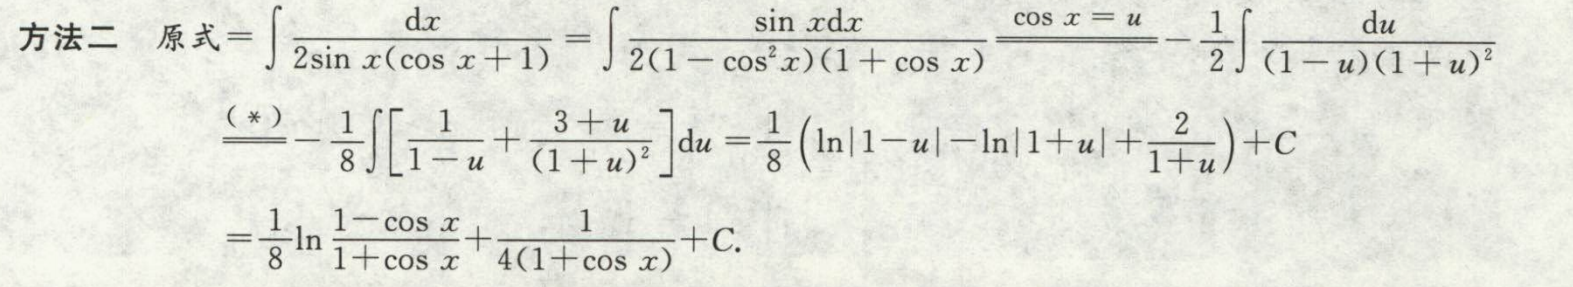 方法二 原式 = ∫ dx / (2sin x(cos x+1)) = ∫ sin xdx / (2(1−cos²x)(1+cos x)) \xlongequal{cos x = u} −1/2 ∫ du / ((1−u)(1+u)²)
\xlongequal{(*)} −1/8 ∫ [1/(1−u) + (3+u)/(1+u)²] du = 1/8 (ln|1−u|−ln|1+u|+2/(1+u))+C
= 1/8 ln (1−cos x)/(1+cos x) + 1/(4(1+cos x)) + C.